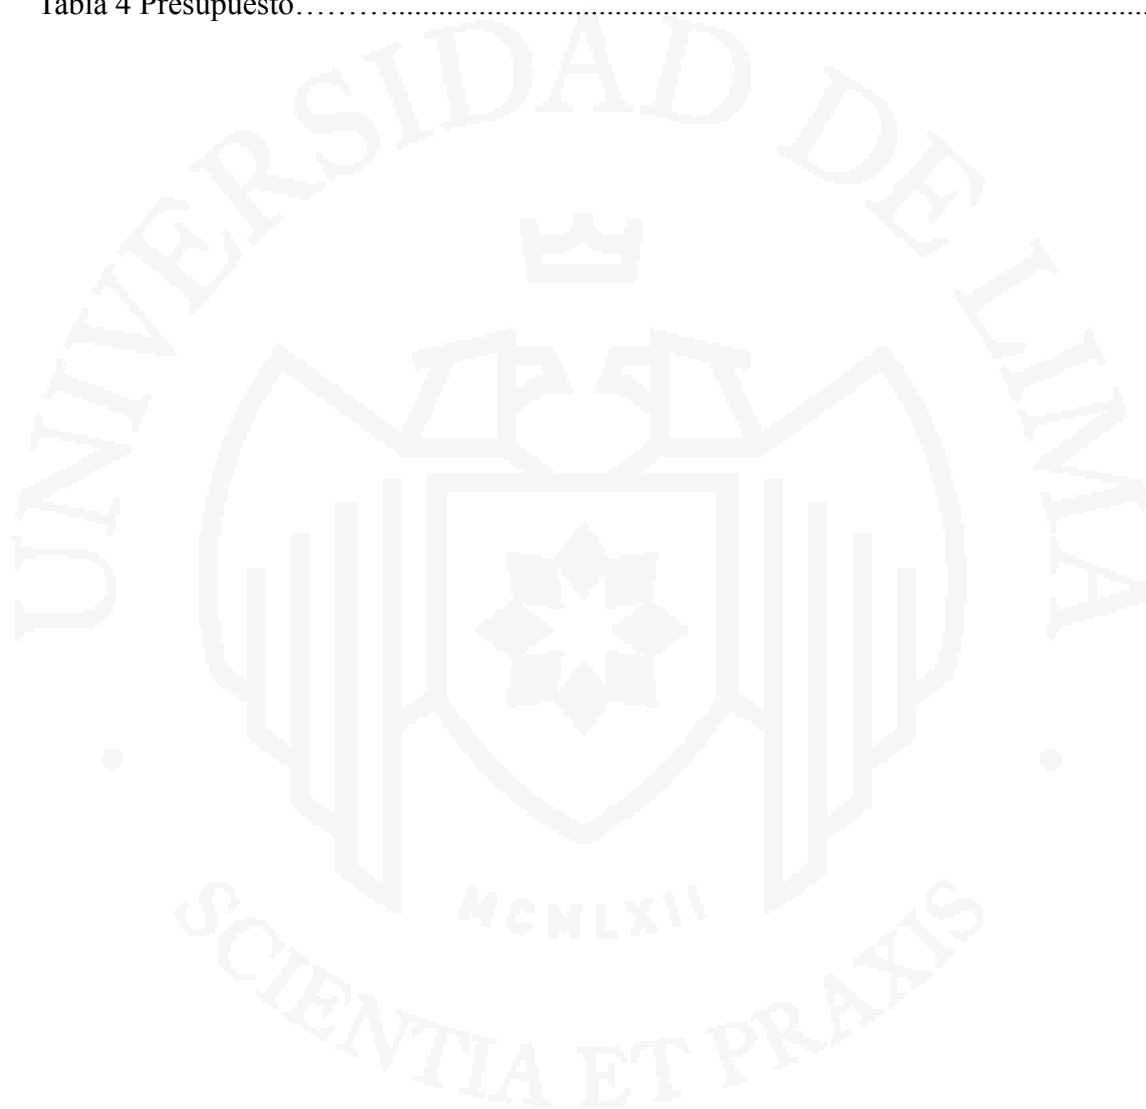 Tabla 4 Presupuesto………..........................................................................................................
UNIVERSIDAD DE LIMA
MCMLXII
SCIENTIA ET PRAXIS